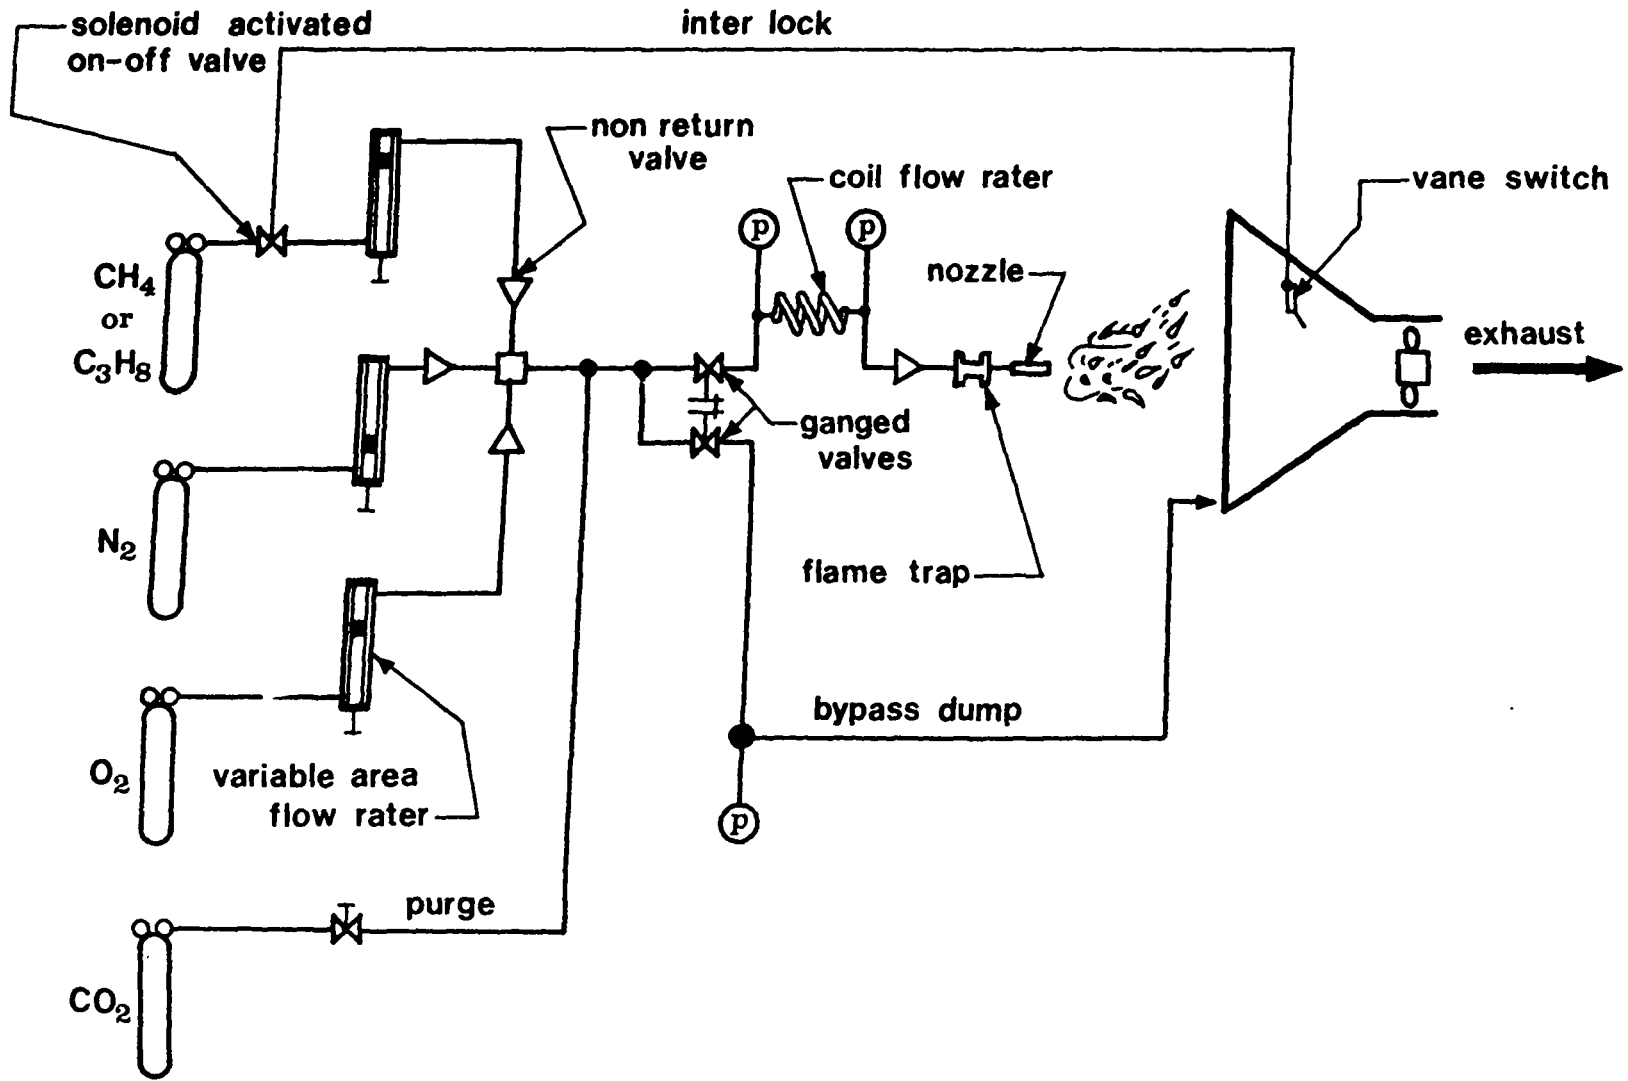 solenoid activated
on-off valve
inter lock
non return
valve
coil flow rater
vane switch
CH4
or
C3H8
p
p
nozzle
exhaust
ganged
valves
N2
flame trap
O2
variable area
flow rater
bypass dump
p
purge
CO2